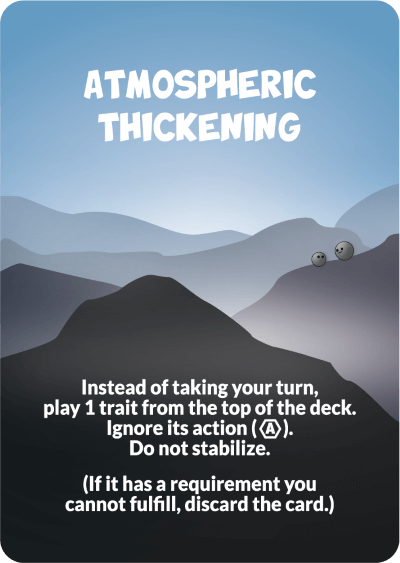 ATMOSPHERIC
THICKENING
Instead of taking your turn,
play 1 trait from the top of the deck.
Ignore its action (A).
Do not stabilize.
(If it has a requirement you
cannot fulfill, discard the card.)